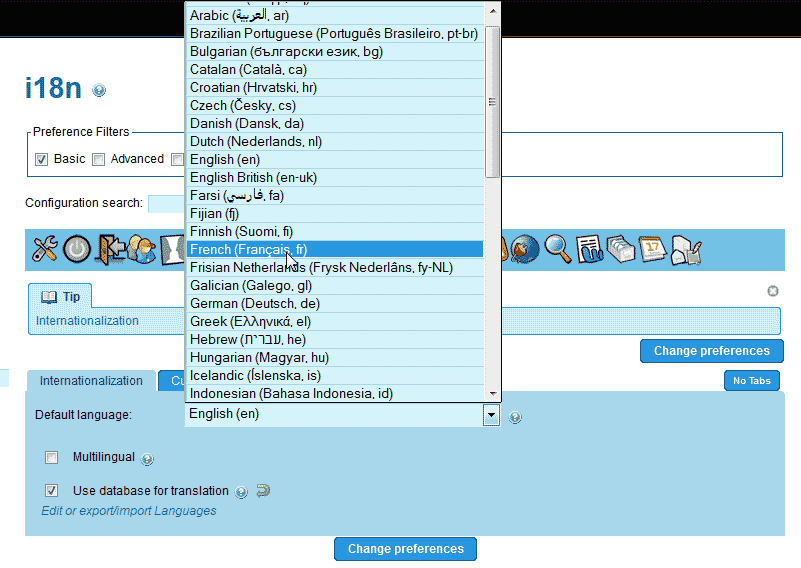 Arabic (العربية, ar)
Brazilian Portuguese (Português Brasileiro, pt-br)
Bulgarian (български език, bg)
Catalan (Català, ca)
Croatian (Hrvatski, hr)
Czech (Česky, cs)
Danish (Dansk, da)
Dutch (Nederlands, nl)
English (en)
English British (en-uk)
Farsi (فارسي, fa)
Fijian (fj)
Finnish (Suomi, fi)
French (Français, fr)
Frisian Netherlands (Frysk Nederlâns, fy-NL)
Galician (Galego, gl)
German (Deutsch, de)
Greek (Ελληνικά, el)
Hebrew (עברית, he)
Hungarian (Magyar, hu)
Icelandic (Íslenska, is)
Indonesian (Bahasa Indonesia, id)
i18n
Preference Filters
Basic Advanced
Configuration search:
Tip
Internationalization
Change preferences
Internationalization
No Tabs
Default language: English (en)
Multilingual
Use database for translation
Edit or export/import Languages
Change preferences